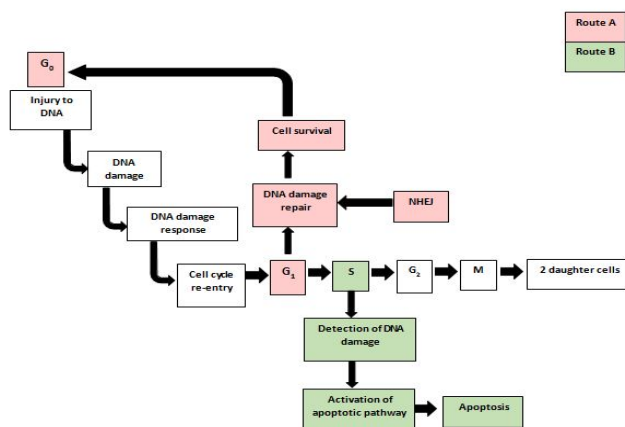 Route A
Route B
G0
Injury to
DNA
Cell survival
DNA
damage
DNA damage
repair
NHEJ
DNA damage
response
Cell cycle
re-entry
G1
S
G2
M
2 daughter cells
Detection of DNA
damage
Activation of
apoptotic pathway
Apoptosis